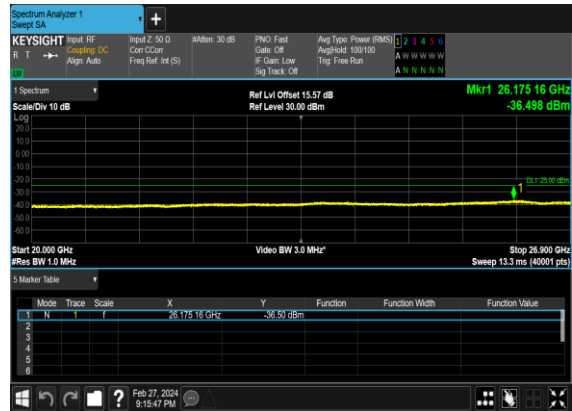 Spectrum Analyzer 1
Swept SA
KEYSIGHT Input: RF Input Z: 50 Ω #Atten: 30 dB PNO: Fast Avg Type: Power (RMS) 1 2 3 4 5 6
R T Coupling: DC Corr CCorr Gate: Off Avg|Hold: 100/100 A W W W W W
Align: Auto Freq Ref: Int (S) IF Gain: Low Trig: Free Run
Sig Track: Off A N N N N N
1 Spectrum Ref Lvl Offset 15.57 dB Mkr1 26.175 16 GHz
Scale/Div 10 dB Ref Level 30.00 dBm -36.498 dBm
Log
20.0
10.0
0.00
-10.0
-20.0 DL1 -25.00 dBm
-30.0 1
-40.0
-50.0
-60.0
Start 20.000 GHz Video BW 3.0 MHz* Stop 26.900 GHz
#Res BW 1.0 MHz Sweep 13.3 ms (40001 pts)
5 Marker Table
Mode Trace Scale X Y Function Function Width Function Value
1 N 1 f 26.175 16 GHz -36.50 dBm
2
3
4
5
6
? Feb 27, 2024
9:15:47 PM